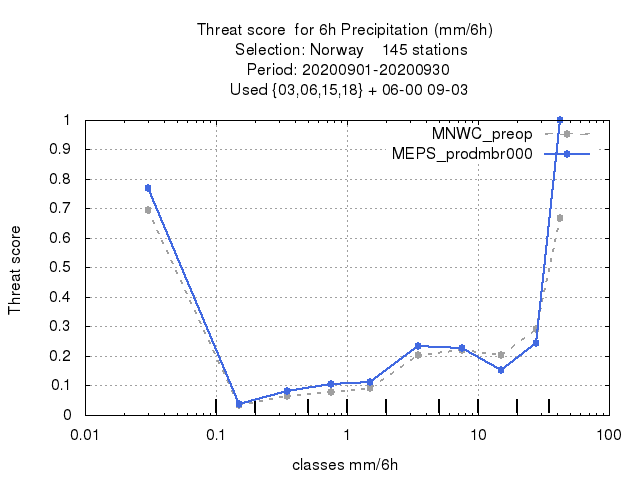 Threat score  for 6h Precipitation (mm/6h)
Selection: Norway    145 stations
Period: 20200901-20200930
Used {03,06,15,18} + 06-00 09-03
MNWC_preop
MEPS_prodmbr000
Threat score
1
0.9
0.8
0.7
0.6
0.5
0.4
0.3
0.2
0.1
0
0.01 0.1 1 10 100
classes mm/6h